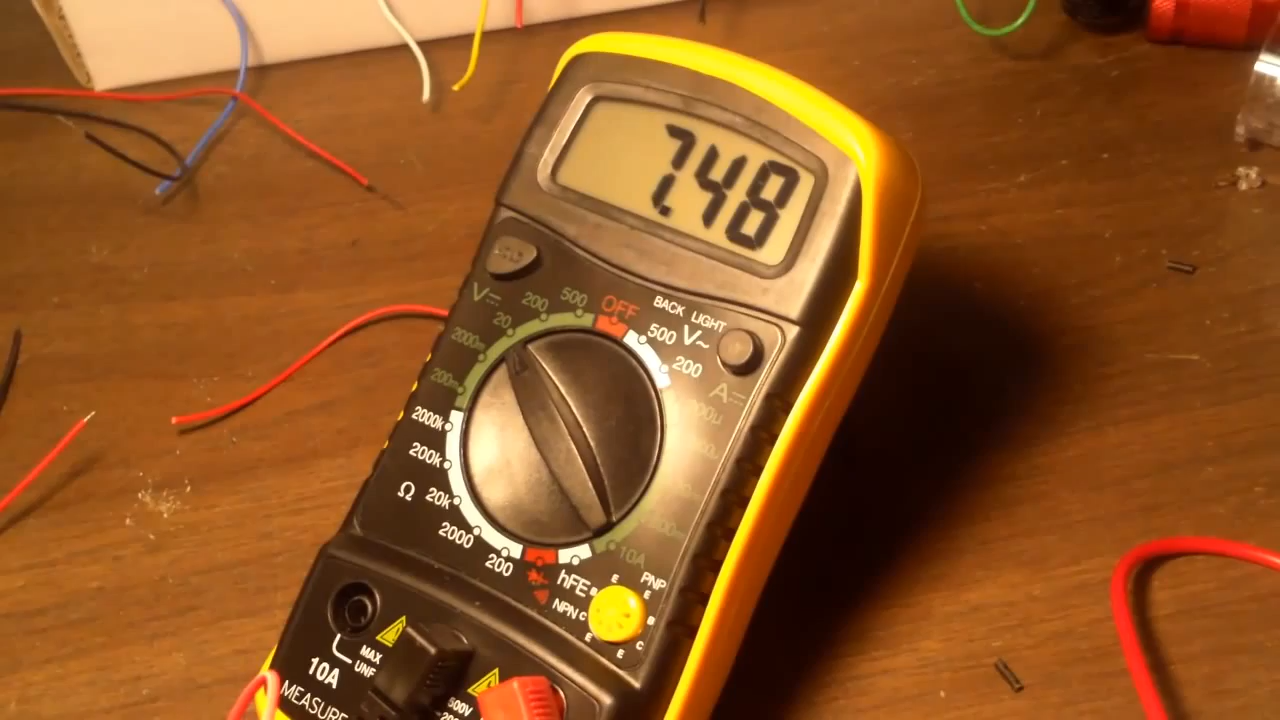 7.48
V⎓ 200 500 OFF BACK LIGHT
20 500 V~
2000m 200
200m A⎓
2000k
200k
Ω 20k
2000 10A
200 hFE PNP
NPN C E
E B
E C
MAX
UNF
10A
500V
MEASURE